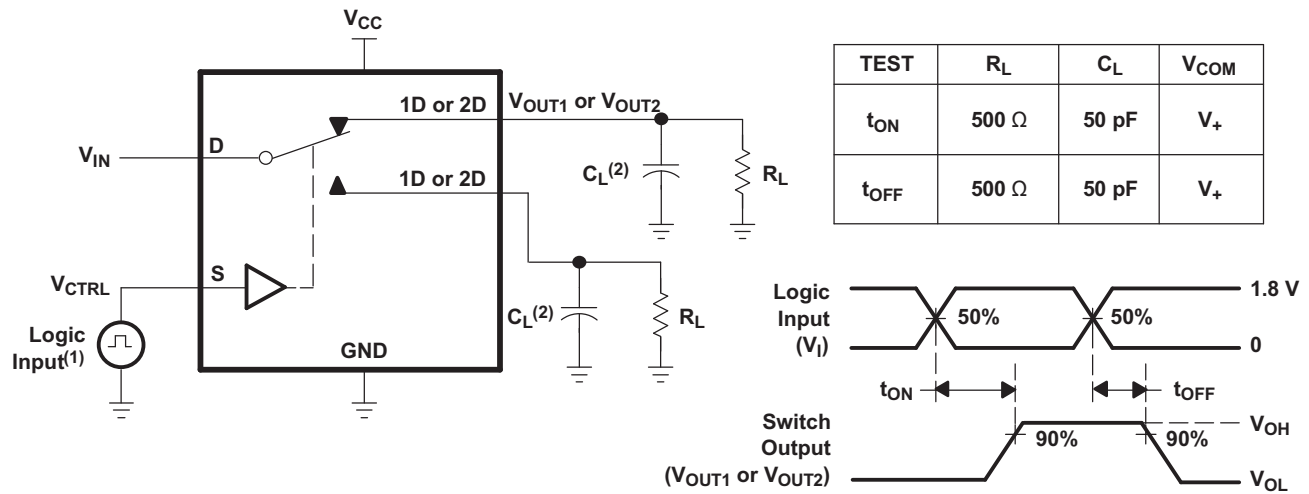 VCC
1D or 2D
VOUT1 or VOUT2
VIN
D
CL(2)
RL
1D or 2D
VCTRL
S
CL(2)
RL
Logic
Input(1)
GND
TEST RL CL VCOM
tON 500 Ω 50 pF V+
tOFF 500 Ω 50 pF V+
Logic
Input
(VI)
50%
50%
1.8 V
0
tON
tOFF
Switch
Output
(VOUT1 or VOUT2)
90%
90%
VOH
VOL